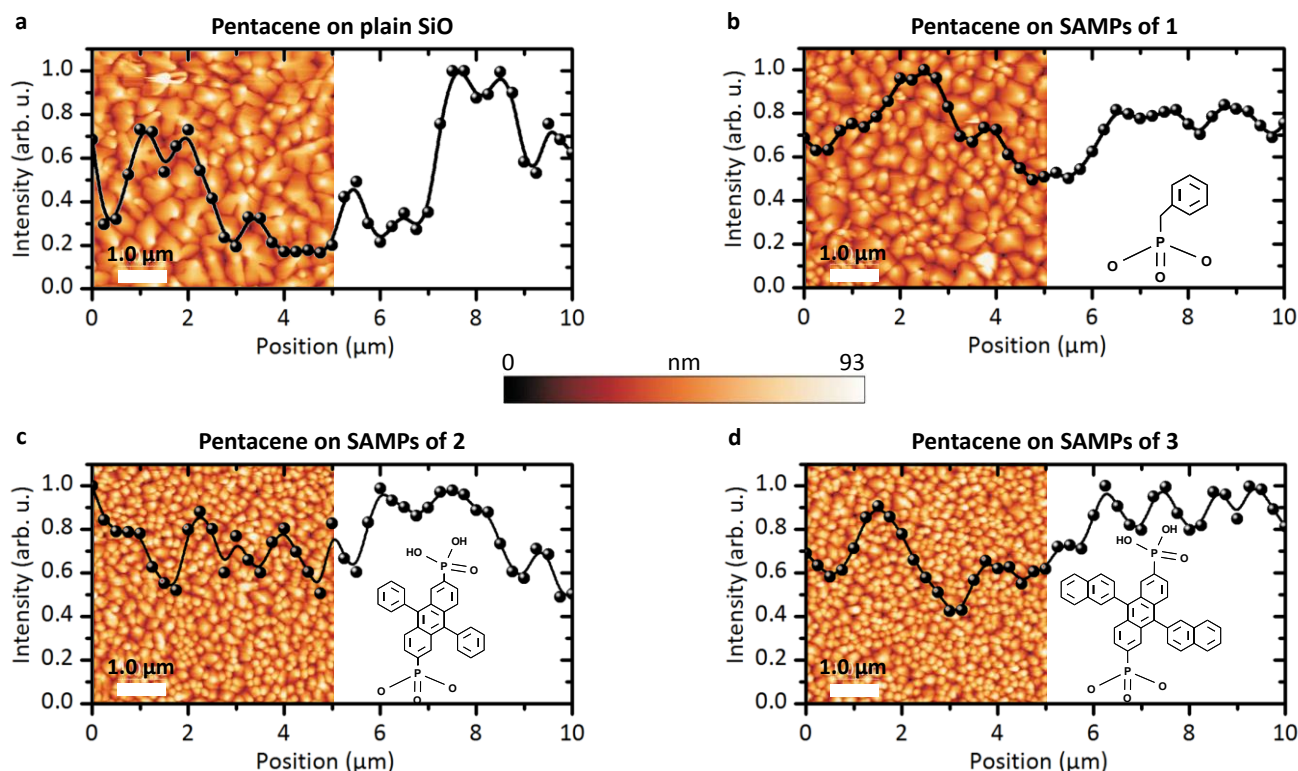 a
Pentacene on plain SiO
Intensity (arb. u.)
1.0
0.8
0.6
0.4
0.2
0.0
1.0 µm
0 2 4 6 8 10
Position (µm)
b
Pentacene on SAMPs of 1
Intensity (arb. u.)
1.0
0.8
0.6
0.4
0.2
0.0
1.0 µm
P
O O
O
0 2 4 6 8 10
Position (µm)
0 nm 93
c
Pentacene on SAMPs of 2
Intensity (arb. u.)
1.0
0.8
0.6
0.4
0.2
0.0
1.0 µm
OH
HO
P
O
P
O O
O
0 2 4 6 8 10
Position (µm)
d
Pentacene on SAMPs of 3
Intensity (arb. u.)
1.0
0.8
0.6
0.4
0.2
0.0
1.0 µm
OH
HO
P
O
P
O O
O
0 2 4 6 8 10
Position (µm)